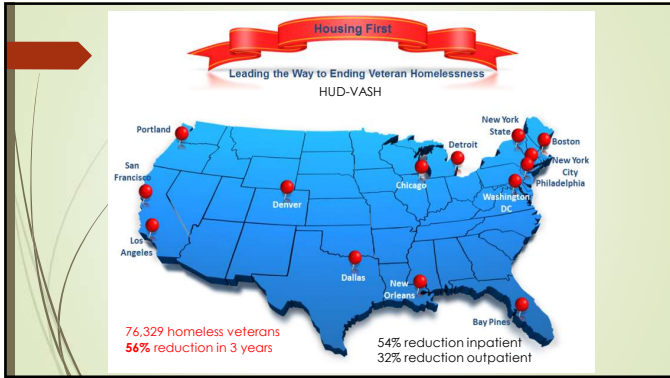 Housing First
Leading the Way to Ending Veteran Homelessness
HUD-VASH
Portland
San
Francisco
Los
Angeles
Denver
Dallas
Chicago
Detroit
New
Orleans
New York
State
Boston
New York
City
Philadelphia
Washington
DC
Bay Pines
76,329 homeless veterans
56% reduction in 3 years
54% reduction inpatient
32% reduction outpatient